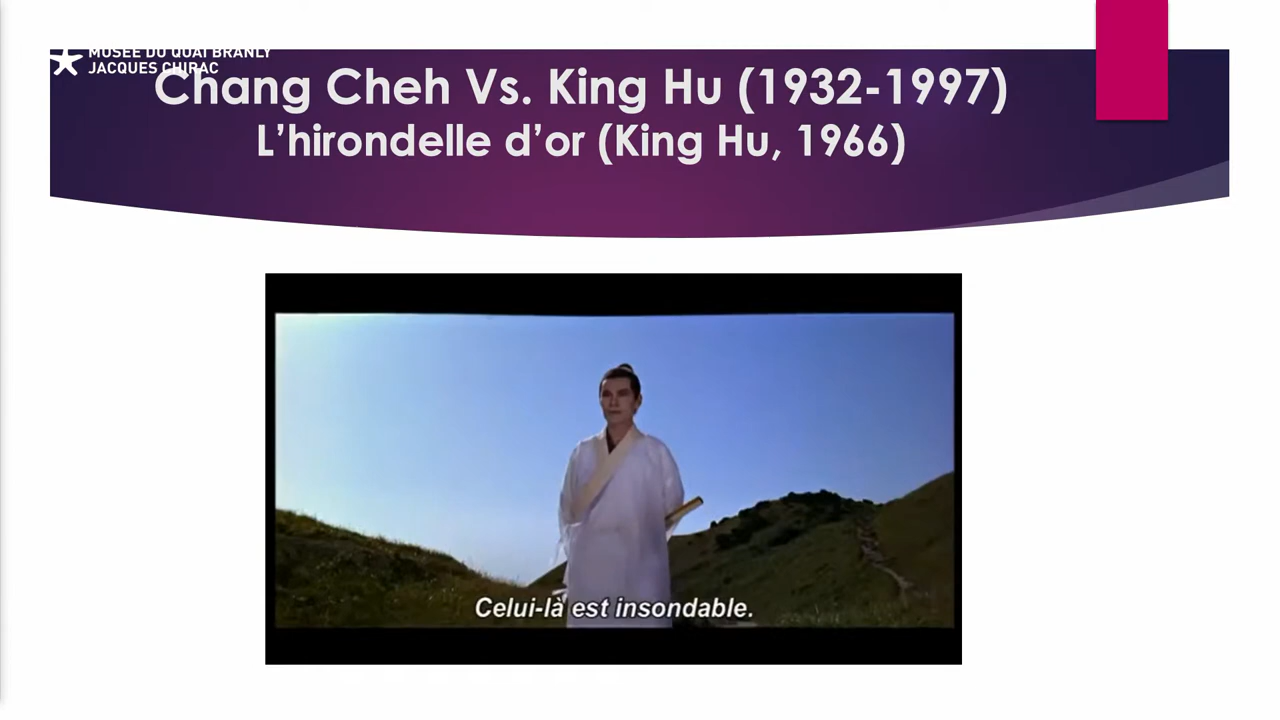 MUSÉE DU QUAI BRANLY
JACQUES CHIRAC
Chang Cheh Vs. King Hu (1932-1997)
L’hirondelle d’or (King Hu, 1966)
Celui-là est insondable.